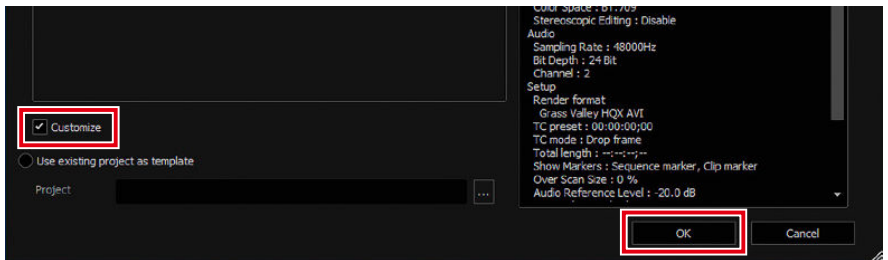 Color Space : BT.709
Stereoscopic Editing : Disable
Audio
Sampling Rate : 48000Hz
Bit Depth : 24 Bit
Channel : 2
Setup
Render format
Grass Valley HQX AVI
TC preset : 00:00:00;00
TC mode : Drop frame
Total length : --:--:--;--
Show Markers : Sequence marker, Clip marker
Over Scan Size : 0 %
Audio Reference Level : -20.0 dB
Customize
Use existing project as template
Project
...
OK
Cancel